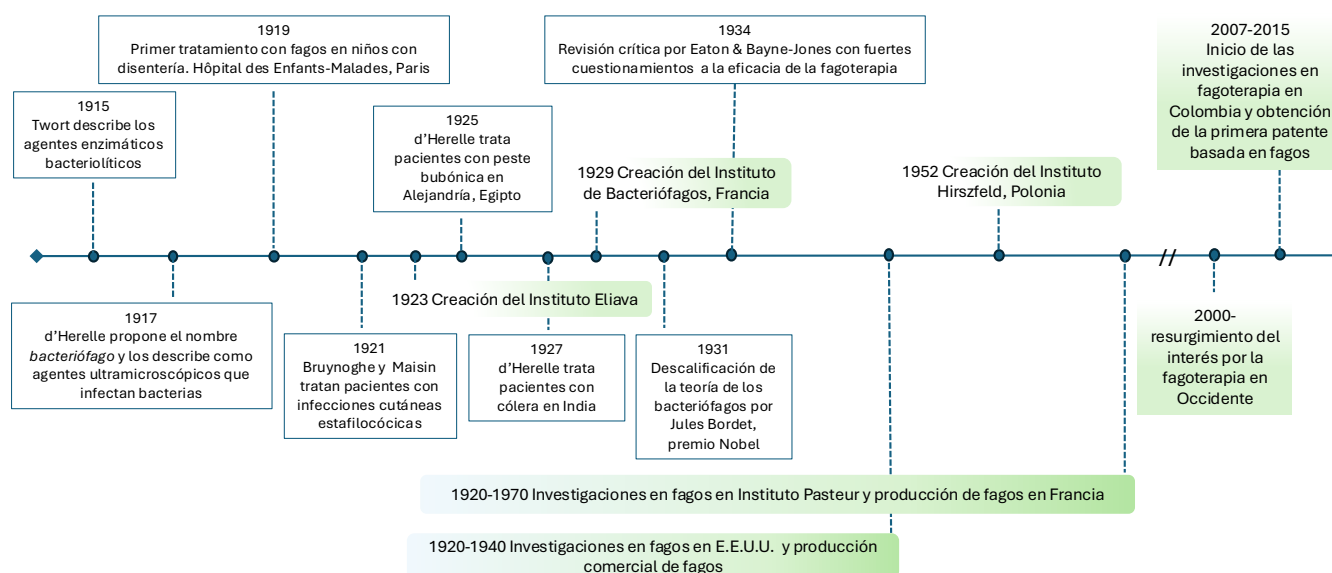 1919
Primer tratamiento con fagos en niños con
disentería. Hôpital des Enfants-Malades, Paris
1934
Revisión crítica por Eaton & Bayne-Jones con fuertes
cuestionamientos a la eficacia de la fagoterapia
2007-2015
Inicio de las
investigaciones en
fagoterapia en
Colombia y obtención
de la primera patente
basada en fagos
1915
Twort describe los
agentes enzimáticos
bacteriolíticos
1925
d’Herelle trata
pacientes con peste
bubónica en
Alejandría, Egipto
1929 Creación del Instituto
de Bacteriófagos, Francia
1952 Creación del Instituto
Hirszfeld, Polonia
//
1917
d’Herelle propone el nombre
bacteriófago y los describe como
agentes ultramicroscópicos que
infectan bacterias
1923 Creación del Instituto Eliava
1921
Bruynoghe y Maisin
tratan pacientes con
infecciones cutáneas
estafilocócicas
1927
d’Herelle trata
pacientes con
cólera en India
1931
Descalificación de
la teoría de los
bacteriófagos por
Jules Bordet,
premio Nobel
2000-
resurgimiento del
interés por la
fagoterapia en
Occidente
1920-1970 Investigaciones en fagos en Instituto Pasteur y producción de fagos en Francia
1920-1940 Investigaciones en fagos en E.E.U.U. y producción
comercial de fagos